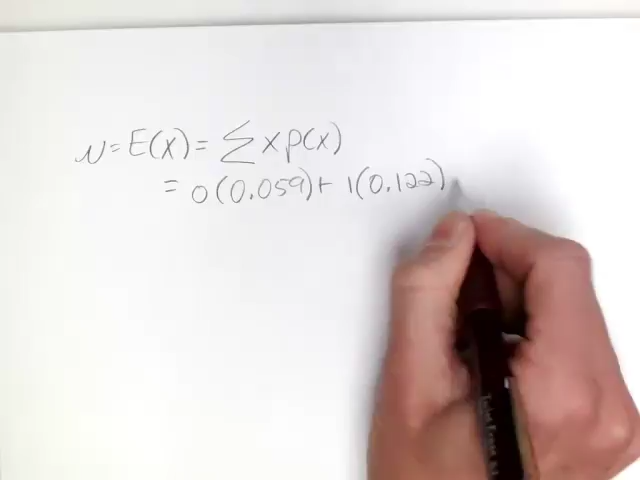 μ = E(x) = Σ x p(x)
= 0(0.059) + 1(0.122)